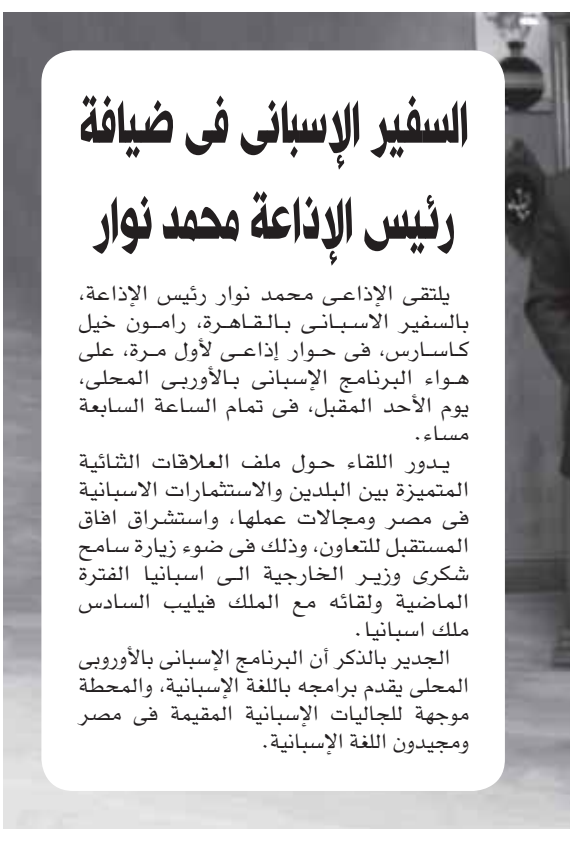 السفير الإسبانى فى ضيافة
رئيس الإذاعة محمد نوار
يلتقى الإذاعى محمد نوار رئيس الإذاعة،
بالسفير الاسبانى بالقاهرة، رامون خيل
كاسارس، فى حوار إذاعى لأول مرة، على
هواء البرنامج الإسبانى بالأوربى المحلى،
يوم الأحد المقبل، فى تمام الساعة السابعة
مساء.
يدور اللقاء حول ملف العلاقات الثنائية
المتميزة بين البلدين والاستثمارات الاسبانية
فى مصر ومجالات عملها، واستشراق افاق
المستقبل للتعاون، وذلك فى ضوء زيارة سامح
شكرى وزير الخارجية الى اسبانيا الفترة
الماضية ولقائه مع الملك فيليب السادس
ملك اسبانيا.
الجدير بالذكر أن البرنامج الإسبانى بالأوروبى
المحلى يقدم برامجه باللغة الإسبانية، والمحطة
موجهة للجاليات الإسبانية المقيمة فى مصر
ومجيدون اللغة الإسبانية.